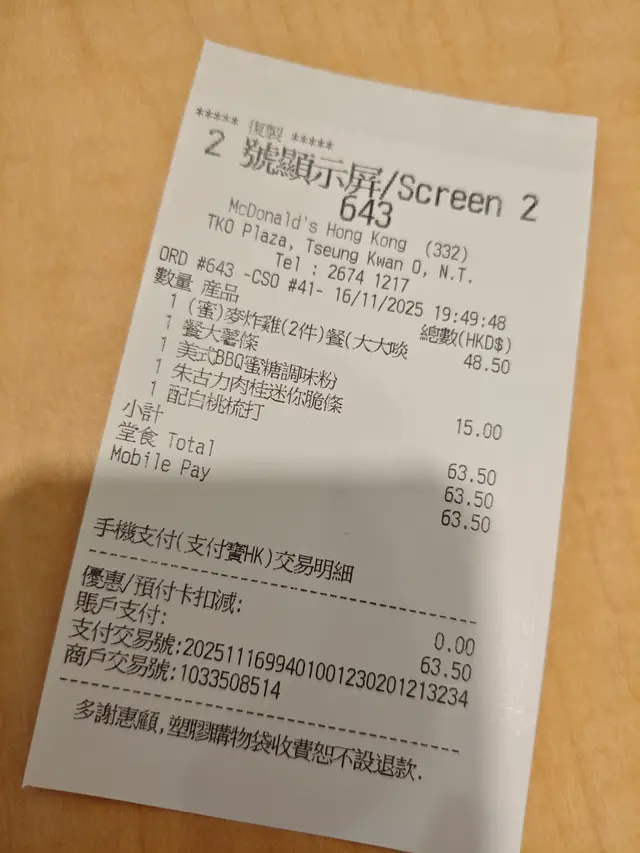 ***** 復製 *****
2 號顯示屏/Screen 2
643
McDonald's Hong Kong (332)
TKO Plaza, Tseung Kwan O, N.T.
Tel : 2674 1217
ORD #643 -CSO #41- 16/11/2025 19:49:48
數量 產品 總數(HKD$)
1 (蜜)麥炸雞(2件)餐(大大啖 48.50
1 餐大薯條
1 美式BBQ蜜糖調味粉
1 朱古力肉桂迷你脆條 15.00
1 配白桃梳打
小計 63.50
堂食 Total 63.50
Mobile Pay 63.50
手機支付(支付寶HK)交易明細
優惠/預付卡扣減: 0.00
賬戶支付: 63.50
支付交易號:2025111699401001230201213234
商戶交易號:1033508514
多謝惠顧,塑膠購物袋收費恕不設退款.